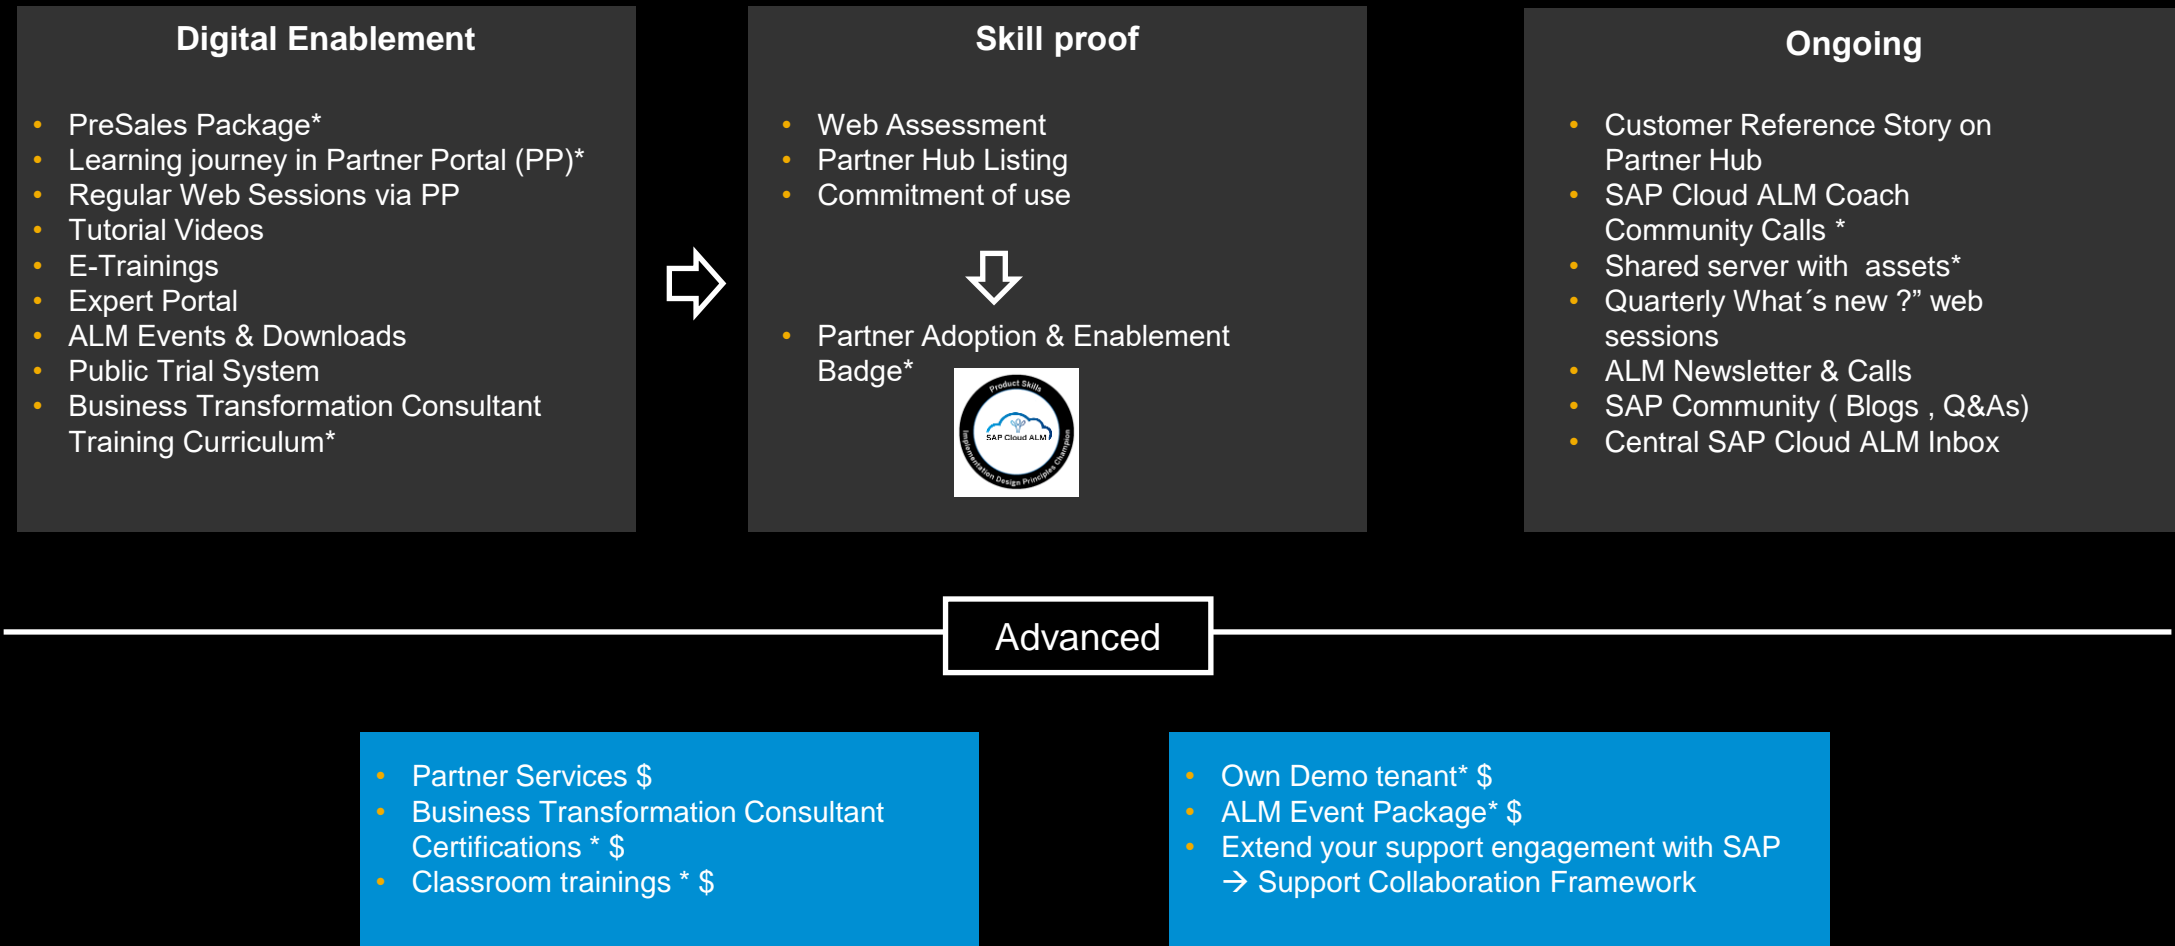 Digital Enablement
• PreSales Package*
• Learning journey in Partner Portal (PP)*
• Regular Web Sessions via PP
• Tutorial Videos
• E-Trainings
• Expert Portal
• ALM Events & Downloads
• Public Trial System
• Business Transformation Consultant
Training Curriculum*
Skill proof
• Web Assessment
• Partner Hub Listing
• Commitment of use
• Partner Adoption & Enablement
Badge*
Product Skills
SAP Cloud ALM
Implementation Design Principles Champion
Ongoing
• Customer Reference Story on
Partner Hub
• SAP Cloud ALM Coach
Community Calls *
• Shared server with  assets*
• Quarterly What´s new ?” web
sessions
• ALM Newsletter & Calls
• SAP Community ( Blogs , Q&As)
• Central SAP Cloud ALM Inbox
Advanced
• Partner Services $
• Business Transformation Consultant
Certifications * $
• Classroom trainings * $
• Own Demo tenant* $
• ALM Event Package* $
• Extend your support engagement with SAP
→ Support Collaboration Framework